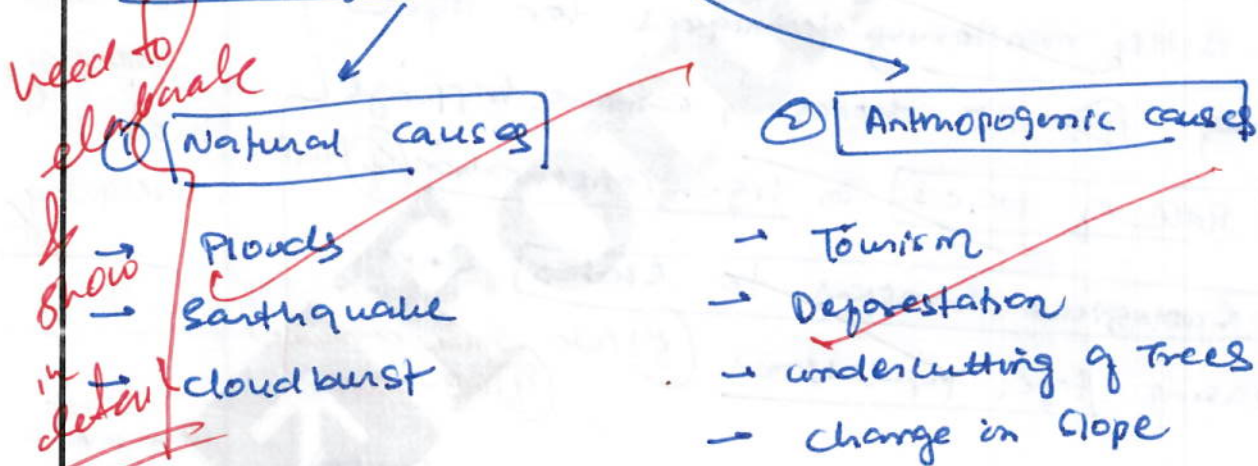 need to
elaborate
& show
in detail
① Natural causes
→ Plouds
→ Earthquake
→ cloudburst
② Anthropogenic causes
→ Tourism
→ Deforestation
→ undercutting of Trees
→ change in Slope